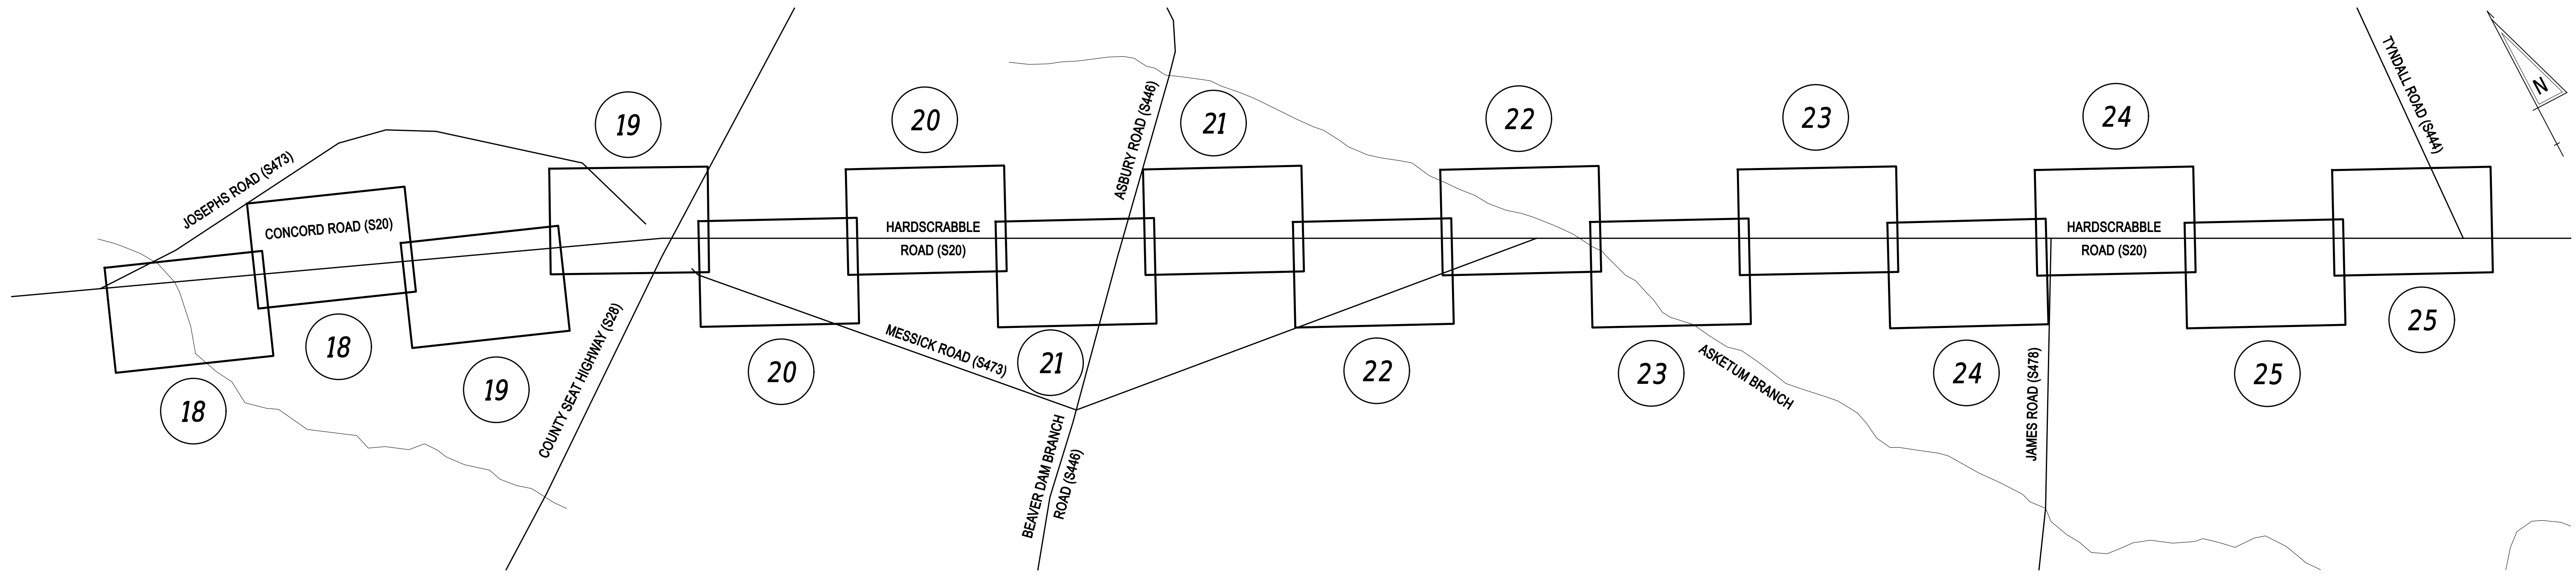 TYNDALL ROAD (S444)
N
19
20
21
22
23
24
JOSEPHS ROAD (S473)
ASBURY ROAD (S446)
CONCORD ROAD (S20)
HARDSCRABBLE
ROAD (S20)
HARDSCRABBLE
ROAD (S20)
18
18
19
COUNTY SEAT HIGHWAY (S28)
20
MESSICK ROAD (S473)
21
22
23
ASKETUM BRANCH
24
JAMES ROAD (S478)
25
25
BEAVER DAM BRANCH
ROAD (S446)